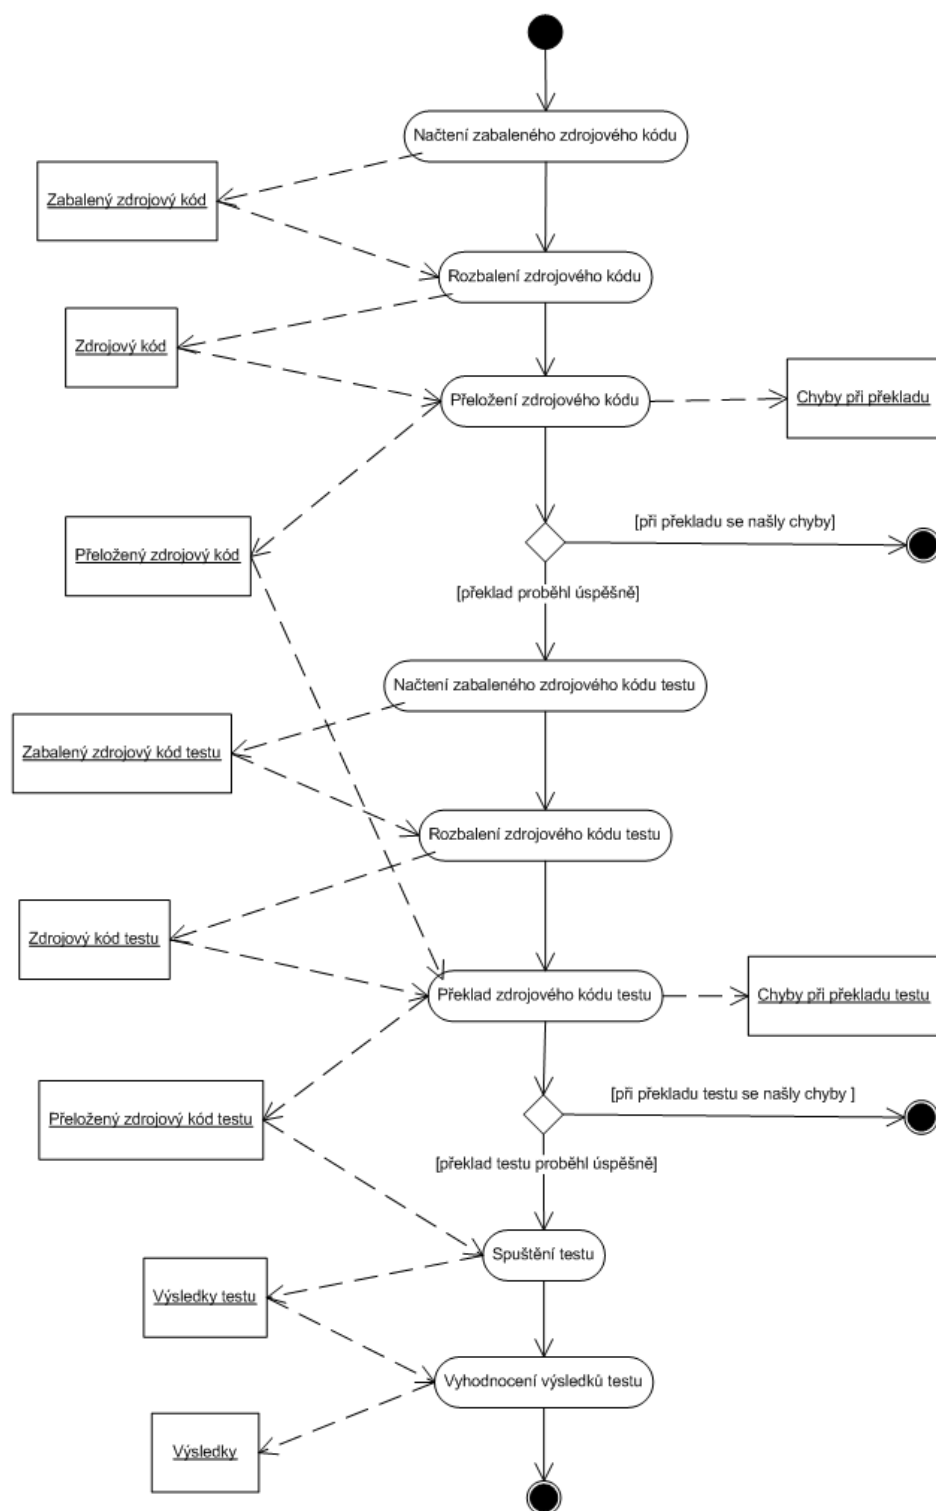 Načtení zabaleného zdrojového kódu
Zabalený zdrojový kód
Rozbalení zdrojového kódu
Zdrojový kód
Přeložení zdrojového kódu
Chyby při překladu
[při překladu se našly chyby]
Přeložený zdrojový kód
[překlad proběhl úspěšně]
Načtení zabaleného zdrojového kódu testu
Zabalený zdrojový kód testu
Rozbalení zdrojového kódu testu
Zdrojový kód testu
Překlad zdrojového kódu testu
Chyby při překladu testu
[při překladu testu se našly chyby ]
Přeložený zdrojový kód testu
[překlad testu proběhl úspěšně]
Spuštění testu
Výsledky testu
Vyhodnocení výsledků testu
Výsledky